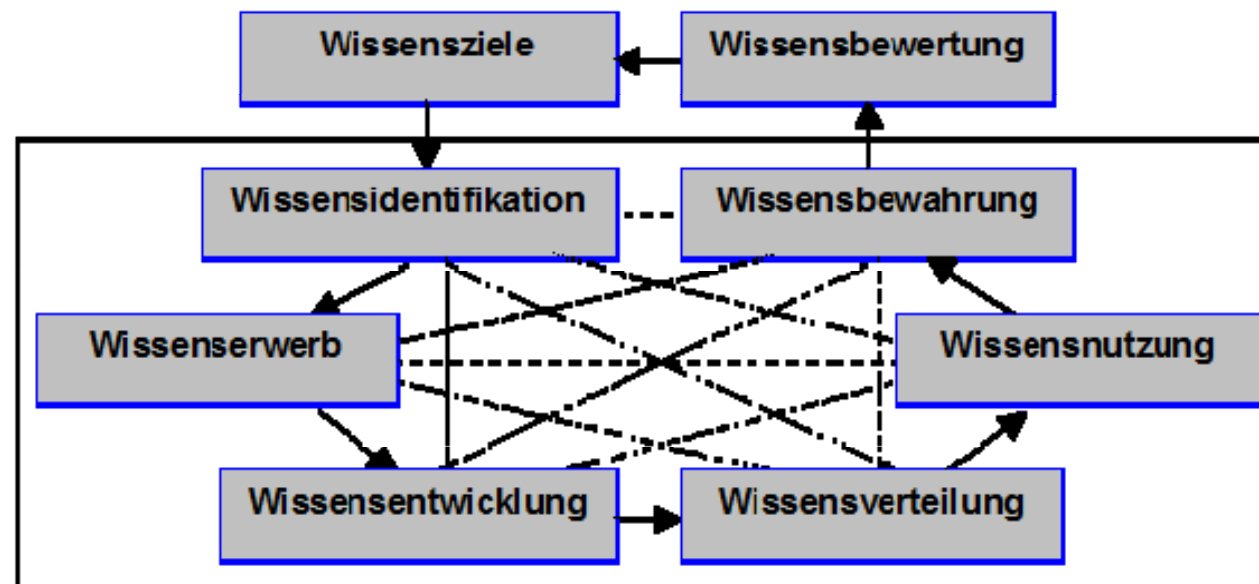 Wissensziele
Wissensbewertung
Wissensidentifikation
Wissensbewahrung
Wissenserwerb
Wissensnutzung
Wissensentwicklung
Wissensverteilung